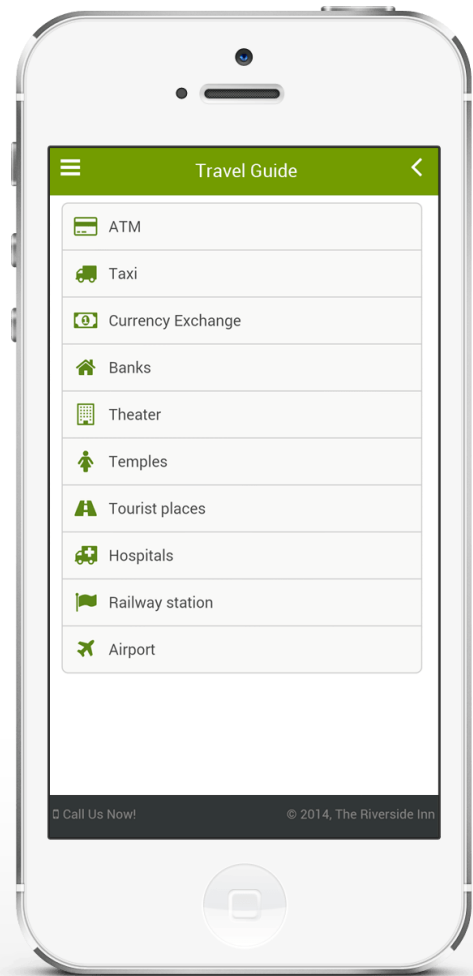 Travel Guide
ATM
Taxi
Currency Exchange
Banks
Theater
Temples
Tourist places
Hospitals
Railway station
Airport
Call Us Now! © 2014, The Riverside Inn